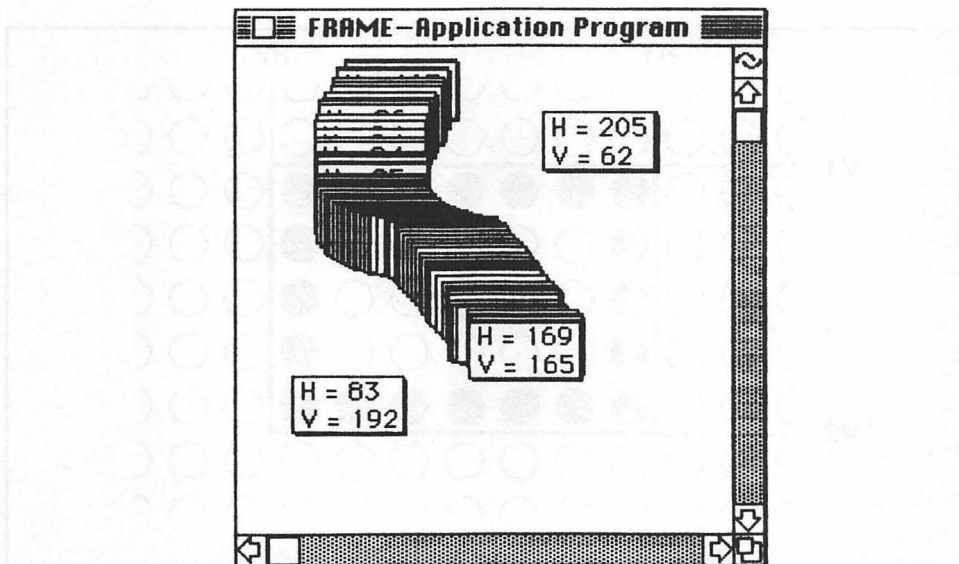 FRAME-Application Program
H = 205
V = 62
H = 169
V = 165
H = 83
V = 192